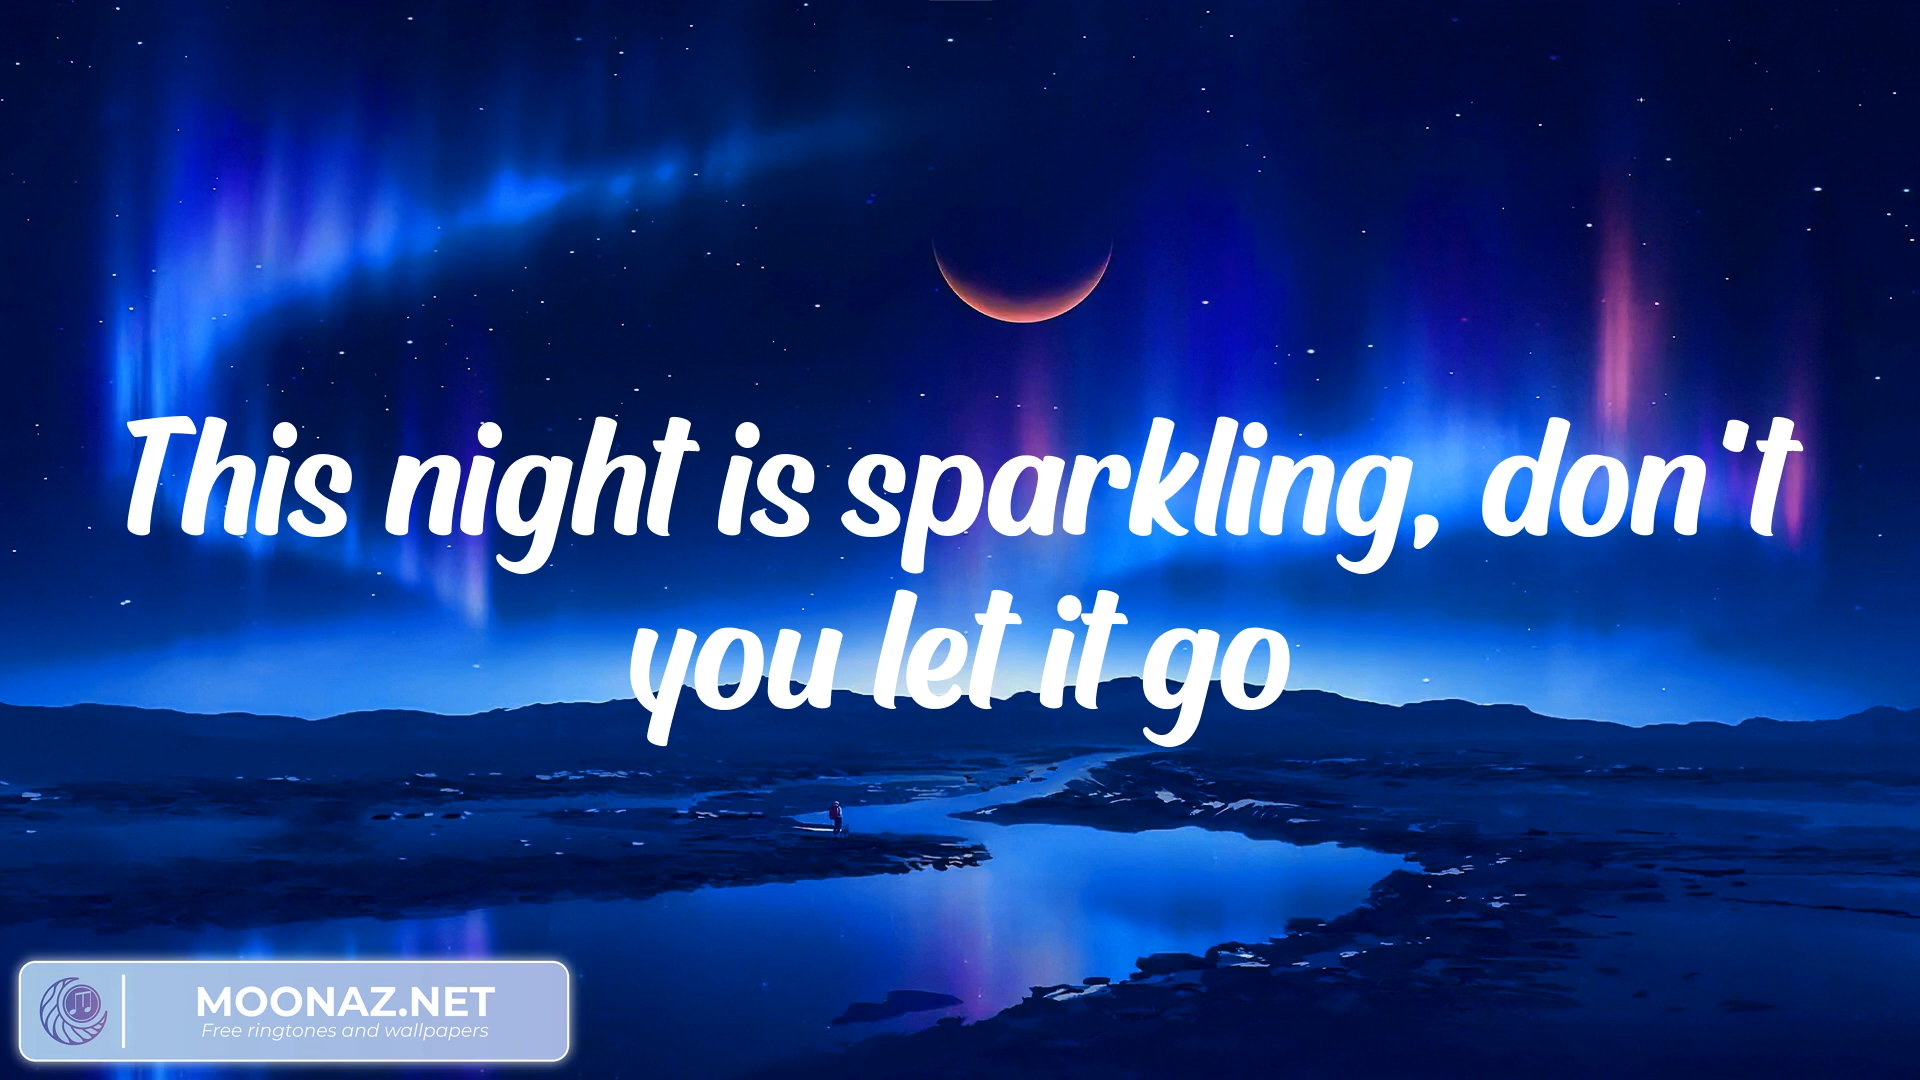 This night is sparkling, don't
you let it go
MOONAZ.NET
Free ringtones and wallpapers